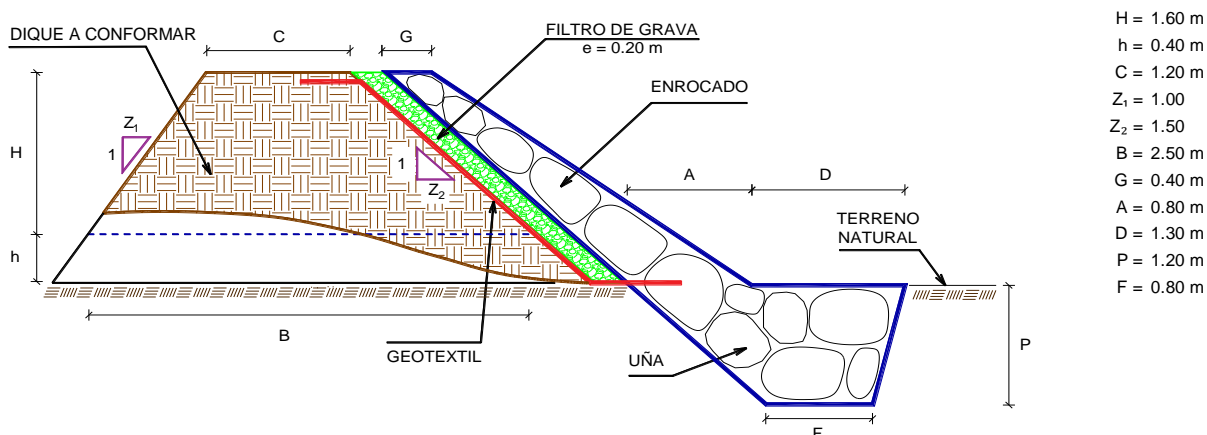 DIQUE A CONFORMAR
C
G
FILTRO DE GRAVA
e = 0.20 m
ENROCADO
H
Z₁
1
1
Z₂
A
D
TERRENO
NATURAL
h
B
GEOTEXTIL
UÑA
P
F
H = 1.60 m
h = 0.40 m
C = 1.20 m
Z₁ = 1.00
Z₂ = 1.50
B = 2.50 m
G = 0.40 m
A = 0.80 m
D = 1.30 m
P = 1.20 m
F = 0.80 m